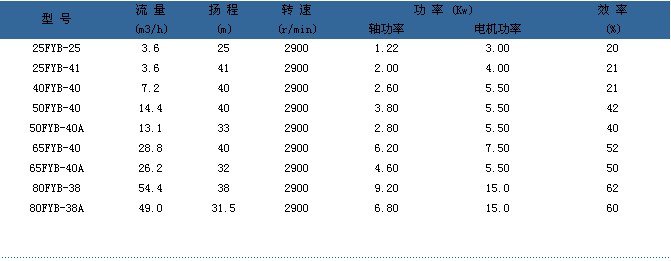 型 号 流 量 扬 程 转 速 功 率 (Kw) 效 率
(m3/h) (m) (r/min) 轴功率 电机功率 (%)
25FYB-25 3.6 25 2900 1.22 3.00 20
25FYB-41 3.6 41 2900 2.00 4.00 21
40FYB-40 7.2 40 2900 2.60 5.50 21
50FYB-40 14.4 40 2900 3.80 5.50 42
50FYB-40A 13.1 33 2900 2.80 5.50 40
65FYB-40 28.8 40 2900 6.20 7.50 52
65FYB-40A 26.2 32 2900 4.60 5.50 50
80FYB-38 54.4 38 2900 9.20 15.0 62
80FYB-38A 49.0 31.5 2900 6.80 15.0 60